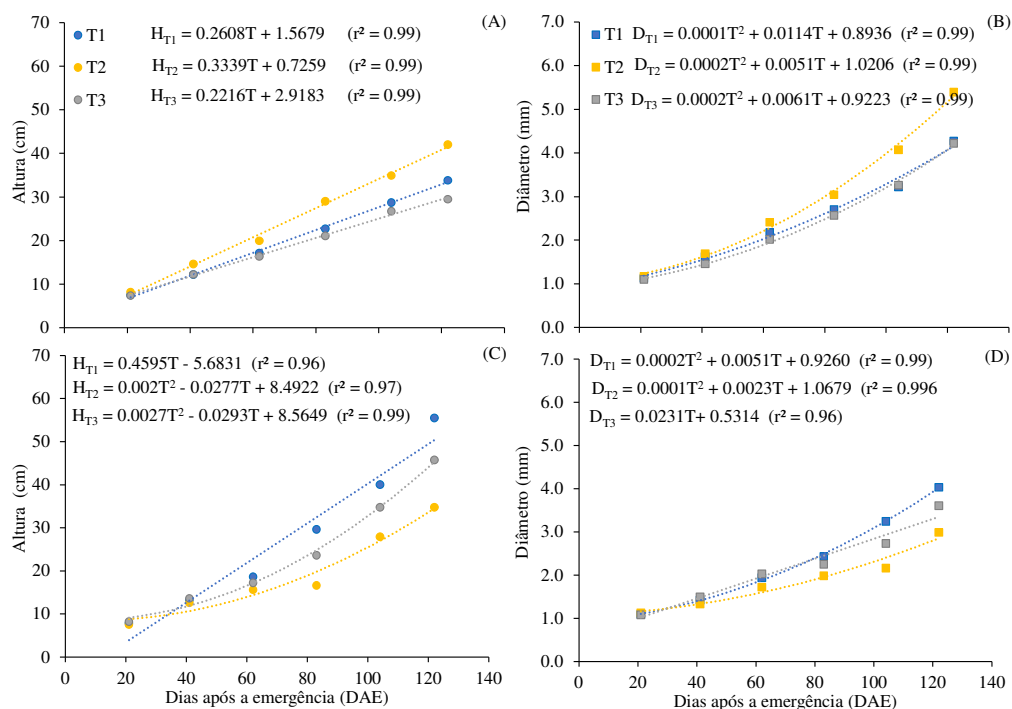 (A)
T1 H_T1 = 0.2608T + 1.5679 (r² = 0.99)
T2 H_T2 = 0.3339T + 0.7259 (r² = 0.99)
T3 H_T3 = 0.2216T + 2.9183 (r² = 0.99)
70
60
50
40
30
20
10
0
Altura (cm)
(B)
T1 D_T1 = 0.0001T² + 0.0114T + 0.8936 (r² = 0.99)
T2 D_T2 = 0.0002T² + 0.0051T + 1.0206 (r² = 0.99)
T3 D_T3 = 0.0002T² + 0.0061T + 0.9223 (r² = 0.99)
7.0
6.0
5.0
4.0
3.0
2.0
1.0
0.0
Diâmetro (mm)
(C)
H_T1 = 0.4595T - 5.6831 (r² = 0.96)
H_T2 = 0.002T² - 0.0277T + 8.4922 (r² = 0.97)
H_T3 = 0.0027T² - 0.0293T + 8.5649 (r² = 0.99)
70
60
50
40
30
20
10
0
Altura (cm)
0 20 40 60 80 100 120 140
Dias após a emergência (DAE)
(D)
D_T1 = 0.0002T² + 0.0051T + 0.9260 (r² = 0.99)
D_T2 = 0.0001T² + 0.0023T + 1.0679 (r² = 0.996
D_T3 = 0.0231T+ 0.5314 (r² = 0.96)
7.0
6.0
5.0
4.0
3.0
2.0
1.0
0.0
Diâmetro (mm)
0 20 40 60 80 100 120 140
Dias após a emergência (DAE)